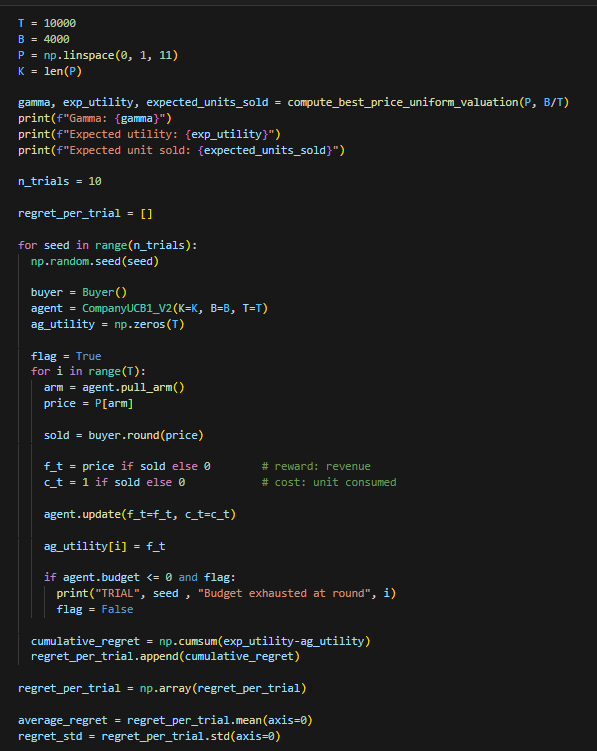 T = 10000
B = 4000
P = np.linspace(0, 1, 11)
K = len(P)
gamma, exp_utility, expected_units_sold = compute_best_price_uniform_valuation(P, B/T)
print(f"Gamma: {gamma}")
print(f"Expected utility: {exp_utility}")
print(f"Expected unit sold: {expected_units_sold}")
n_trials = 10
regret_per_trial = []
for seed in range(n_trials):
  np.random.seed(seed)
  buyer = Buyer()
  agent = CompanyUCB1_V2(K=K, B=B, T=T)
  ag_utility = np.zeros(T)
  flag = True
  for i in range(T):
    arm = agent.pull_arm()
    price = P[arm]
    sold = buyer.round(price)
    f_t = price if sold else 0       # reward: revenue
    c_t = 1 if sold else 0           # cost: unit consumed
    agent.update(f_t=f_t, c_t=c_t)
    ag_utility[i] = f_t
    if agent.budget <= 0 and flag:
      print("TRIAL", seed , "Budget exhausted at round", i)
      flag = False
  cumulative_regret = np.cumsum(exp_utility-ag_utility)
  regret_per_trial.append(cumulative_regret)
regret_per_trial = np.array(regret_per_trial)
average_regret = regret_per_trial.mean(axis=0)
regret_std = regret_per_trial.std(axis=0)